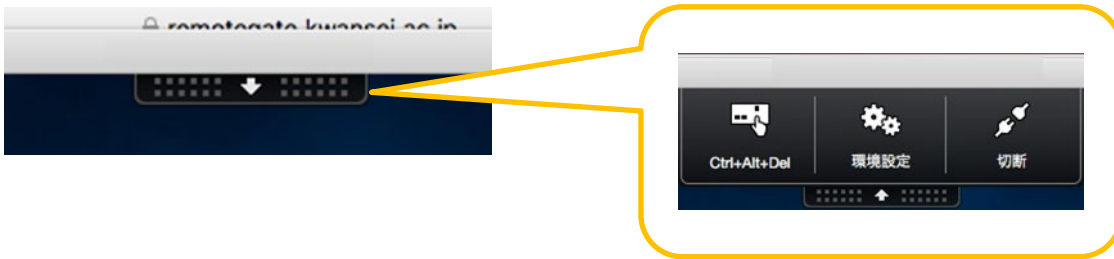 remotegate.kwansei.ac.jp
Ctrl+Alt+Del
環境設定
切断